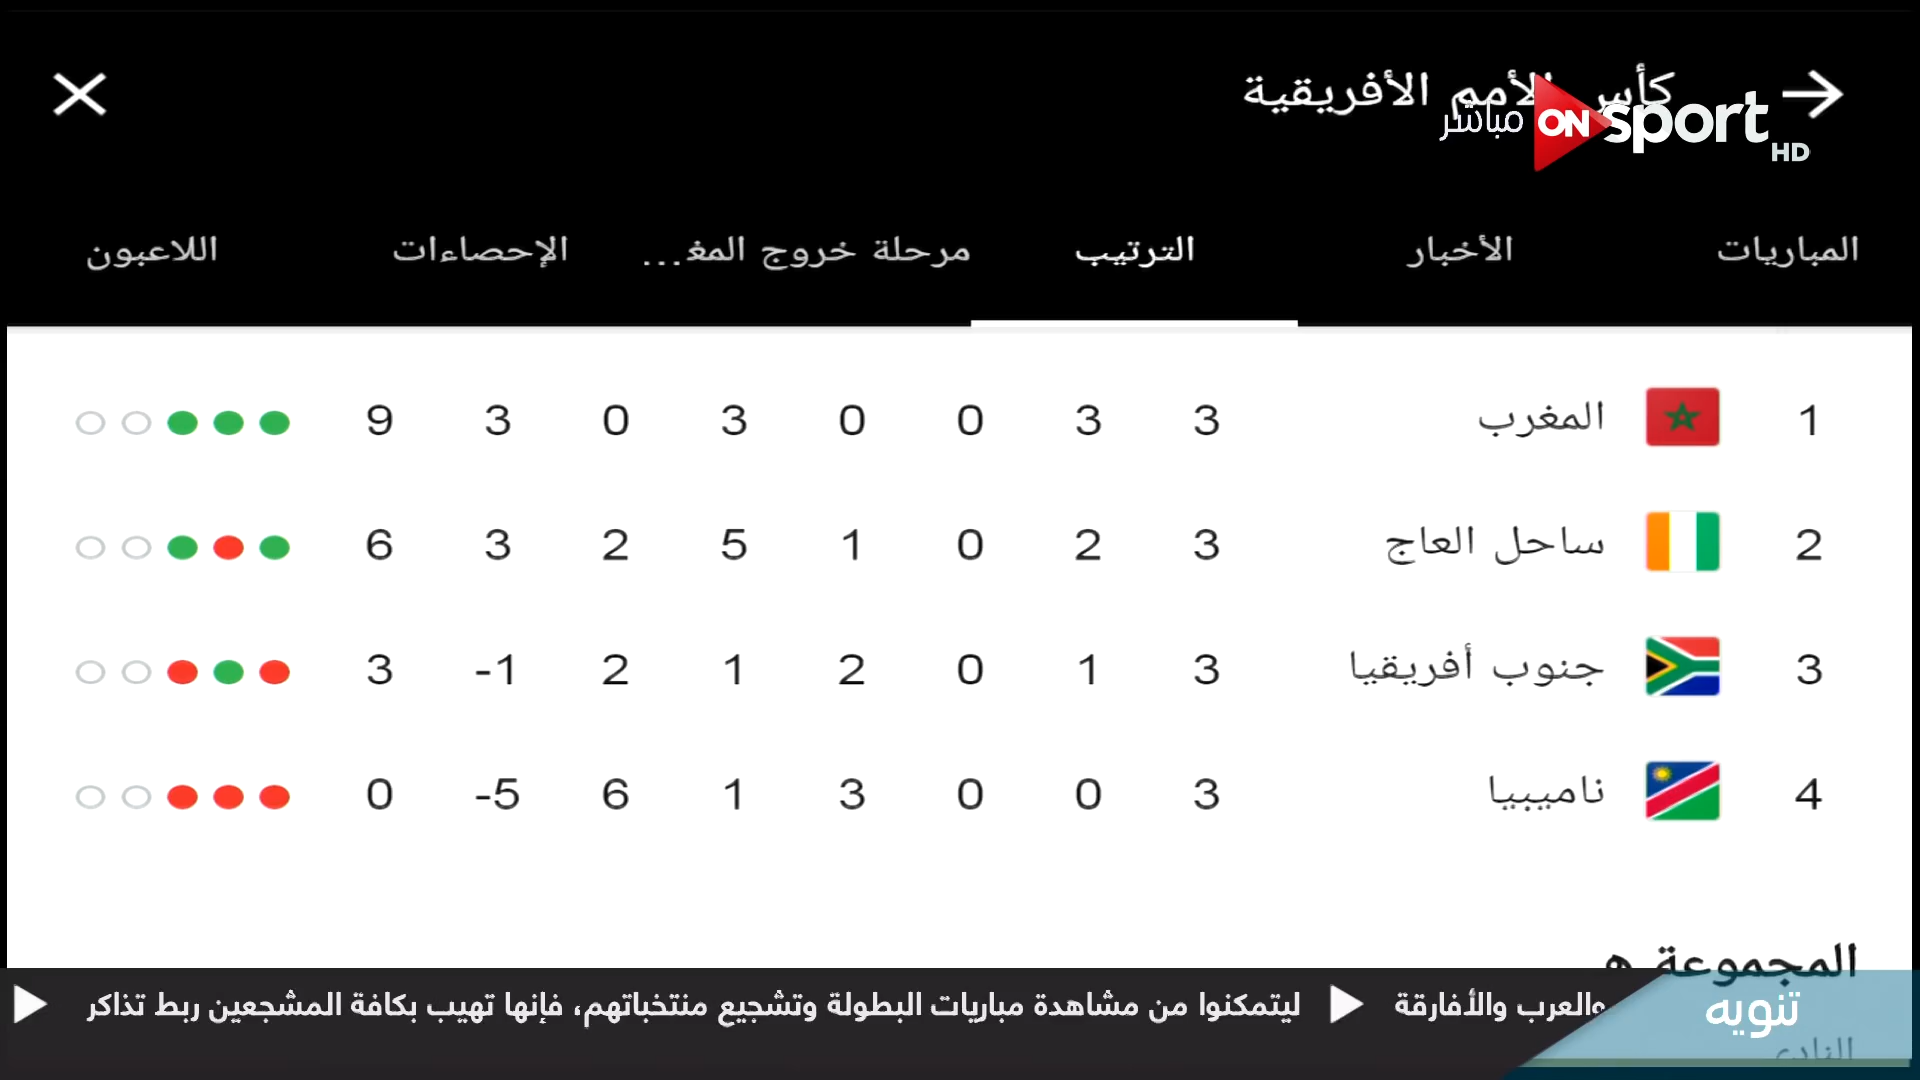 كأس الأمم الأفريقية
مباشر ON sport HD
المباريات الأخبار الترتيب مرحلة خروج المغ... الإحصاءات اللاعبون
1 المغرب 3 3 0 0 3 0 3 9
2 ساحل العاج 3 2 0 1 5 2 3 6
3 جنوب أفريقيا 3 1 0 2 1 2 -1 3
4 ناميبيا 3 0 0 3 1 6 -5 0
المجموعة ه
تنويه
والعرب والأفارقة ليتمكنوا من مشاهدة مباريات البطولة وتشجيع منتخباتهم، فإنها تهيب بكافة المشجعين ربط تذاكر
النادي